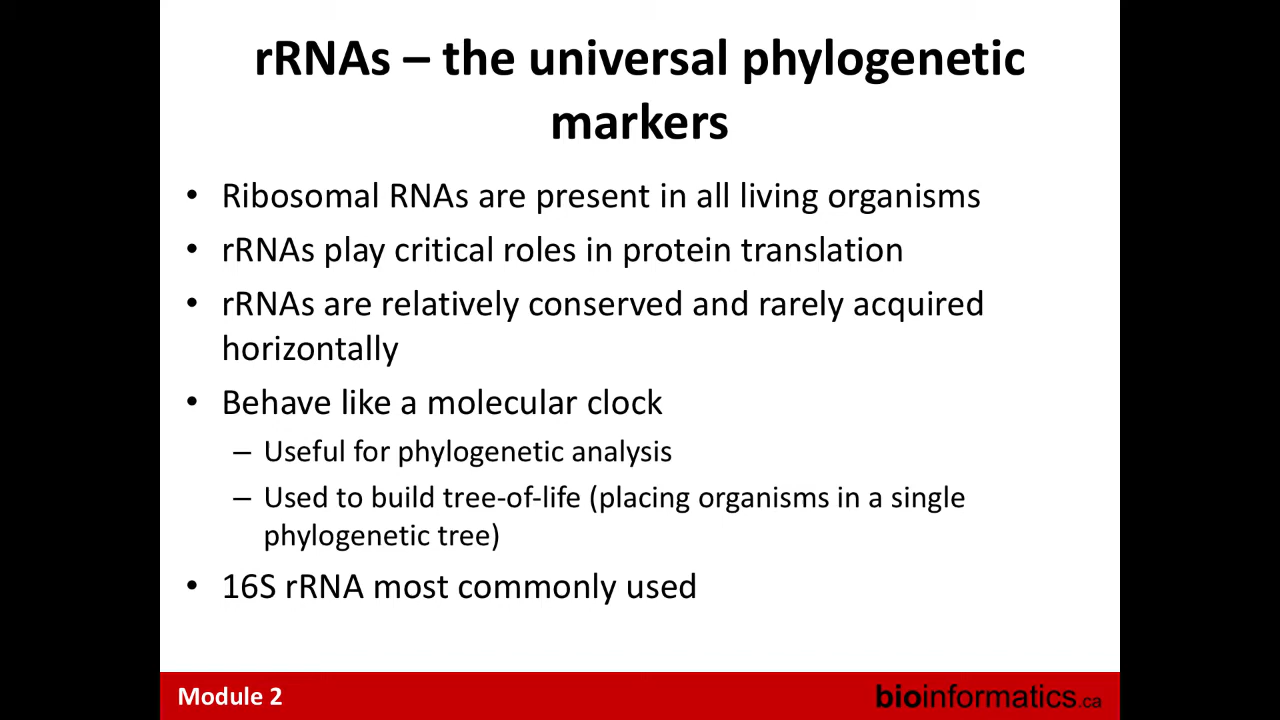 rRNAs – the universal phylogenetic
markers
• Ribosomal RNAs are present in all living organisms
• rRNAs play critical roles in protein translation
• rRNAs are relatively conserved and rarely acquired
horizontally
• Behave like a molecular clock
– Useful for phylogenetic analysis
– Used to build tree-of-life (placing organisms in a single
phylogenetic tree)
• 16S rRNA most commonly used
Module 2
bioinformatics.ca